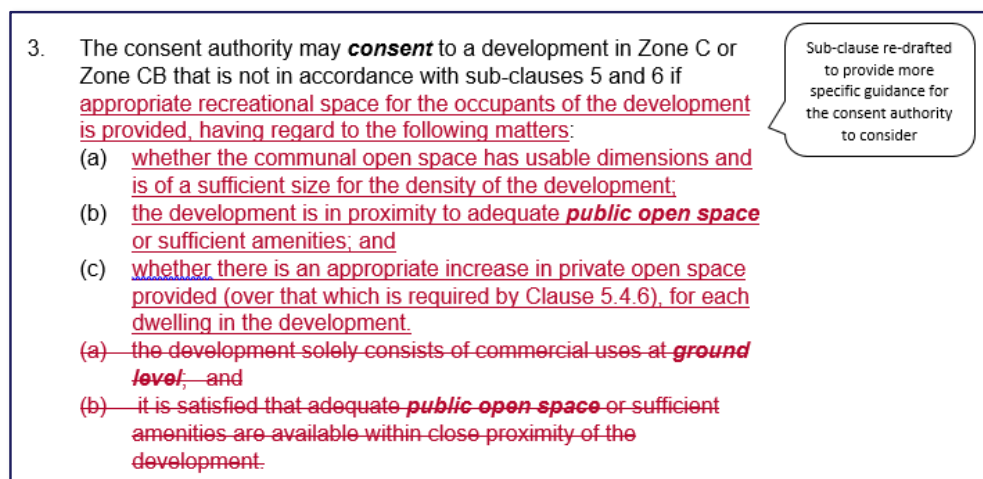 3. The consent authority may consent to a development in Zone C or
Zone CB that is not in accordance with sub-clauses 5 and 6 if
appropriate recreational space for the occupants of the development
is provided, having regard to the following matters:
(a) whether the communal open space has usable dimensions and
is of a sufficient size for the density of the development;
(b) the development is in proximity to adequate public open space
or sufficient amenities; and
(c) whether there is an appropriate increase in private open space
provided (over that which is required by Clause 5.4.6), for each
dwelling in the development.
(a) the development solely consists of commercial uses at ground
level; and
(b) it is satisfied that adequate public open space or sufficient
amenities are available within close proximity of the
development.
Sub-clause re-drafted
to provide more
specific guidance for
the consent authority
to consider